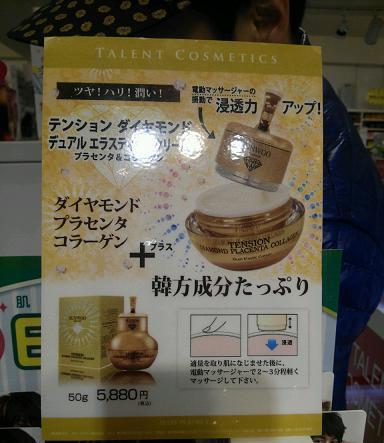 TALENT COSMETICS
ツヤ!ハリ!潤い!
電動マッサージャーの
振動で 浸透力アップ!
テンション ダイヤモンド
デュアル エラスティ
プラセンタ&コラーゲン
ダイヤモンド
プラセンタ
コラーゲン
+プラス
TENSION
DIAMOND PLACENTA COLLAGEN
韓方成分たっぷり
浸透
適量を取り肌になじませた後に、
電動マッサージャーで2~3分程軽く
マッサージして下さい。
50g 5,880円
(税込)
肌